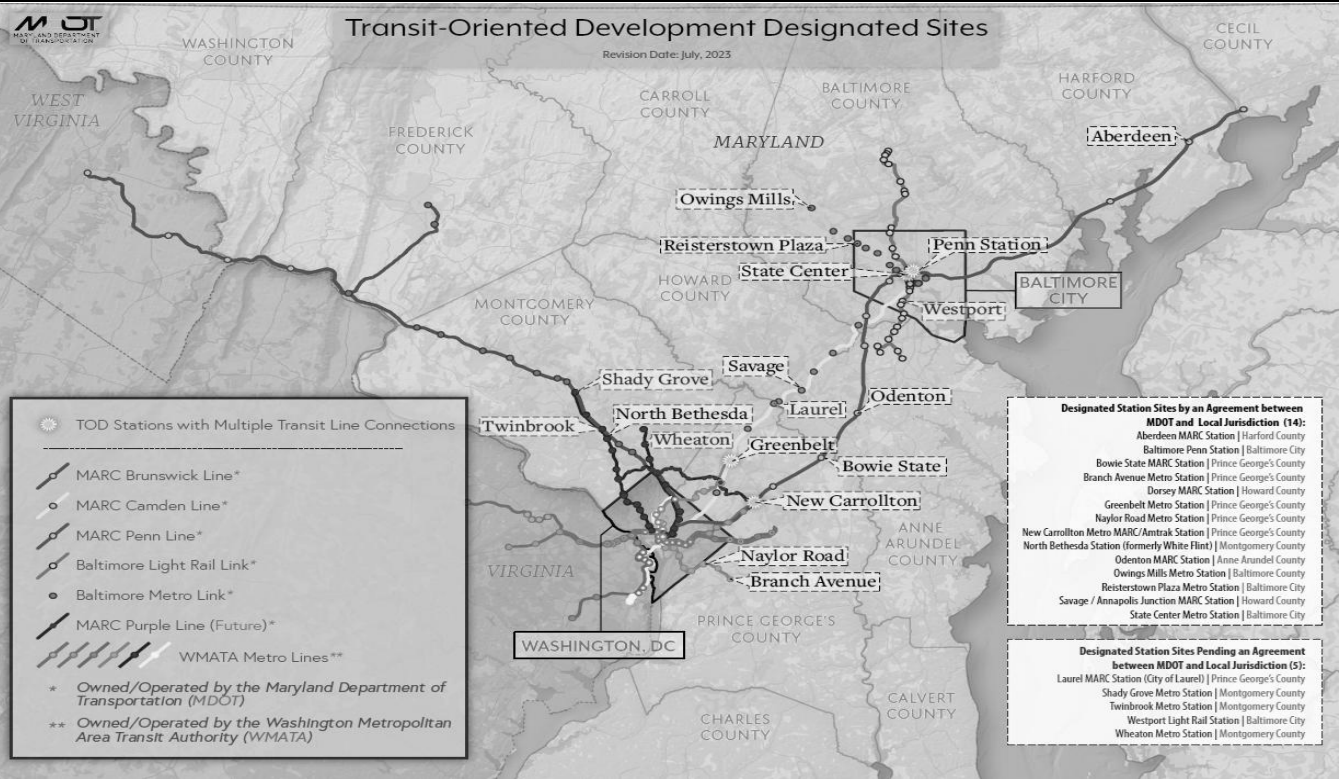 MDOT
MARYLAND DEPARTMENT
OF TRANSPORTATION
Transit-Oriented Development Designated Sites
Revision Date: July, 2023
WASHINGTON
COUNTY
CECIL
COUNTY
WEST
VIRGINIA
FREDERICK
COUNTY
CARROLL
COUNTY
BALTIMORE
COUNTY
HARFORD
COUNTY
MARYLAND
Aberdeen
Owings Mills
Reisterstown Plaza
Penn Station
State Center
HOWARD
COUNTY
BALTIMORE
CITY
MONTGOMERY
COUNTY
Westport
Savage
Shady Grove
Odenton
Laurel
North Bethesda
Twinbrook
Wheaton
Greenbelt
Bowie State
New Carrollton
ANNE
ARUNDEL
COUNTY
Naylor Road
VIRGINIA
Branch Avenue
PRINCE GEORGE'S
COUNTY
WASHINGTON, DC
CALVERT
COUNTY
CHARLES
COUNTY
TOD Stations with Multiple Transit Line Connections
MARC Brunswick Line*
MARC Camden Line*
MARC Penn Line*
Baltimore Light Rail Link*
Baltimore Metro Link*
MARC Purple Line (Future)*
WMATA Metro Lines**
* Owned/Operated by the Maryland Department of
Transportation (MDOT)
** Owned/Operated by the Washington Metropolitan
Area Transit Authority (WMATA)
Designated Station Sites by an Agreement between
MDOT and Local Jurisdiction (14):
Aberdeen MARC Station | Harford County
Baltimore Penn Station | Baltimore City
Bowie State MARC Station | Prince George's County
Branch Avenue Metro Station | Prince George's County
Dorsey MARC Station | Howard County
Greenbelt Metro Station | Prince George's County
Naylor Road Metro Station | Prince George's County
New Carrollton Metro MARC/Amtrak Station | Prince George's County
North Bethesda Station (formerly White Flint) | Montgomery County
Odenton MARC Station | Anne Arundel County
Owings Mills Metro Station | Baltimore County
Reisterstown Plaza Metro Station | Baltimore City
Savage / Annapolis Junction MARC Station | Howard County
State Center Metro Station | Baltimore City
Designated Station Sites Pending an Agreement
between MDOT and Local Jurisdiction (5):
Laurel MARC Station (City of Laurel) | Prince George's County
Shady Grove Metro Station | Montgomery County
Twinbrook Metro Station | Montgomery County
Westport Light Rail Station | Baltimore City
Wheaton Metro Station | Montgomery County